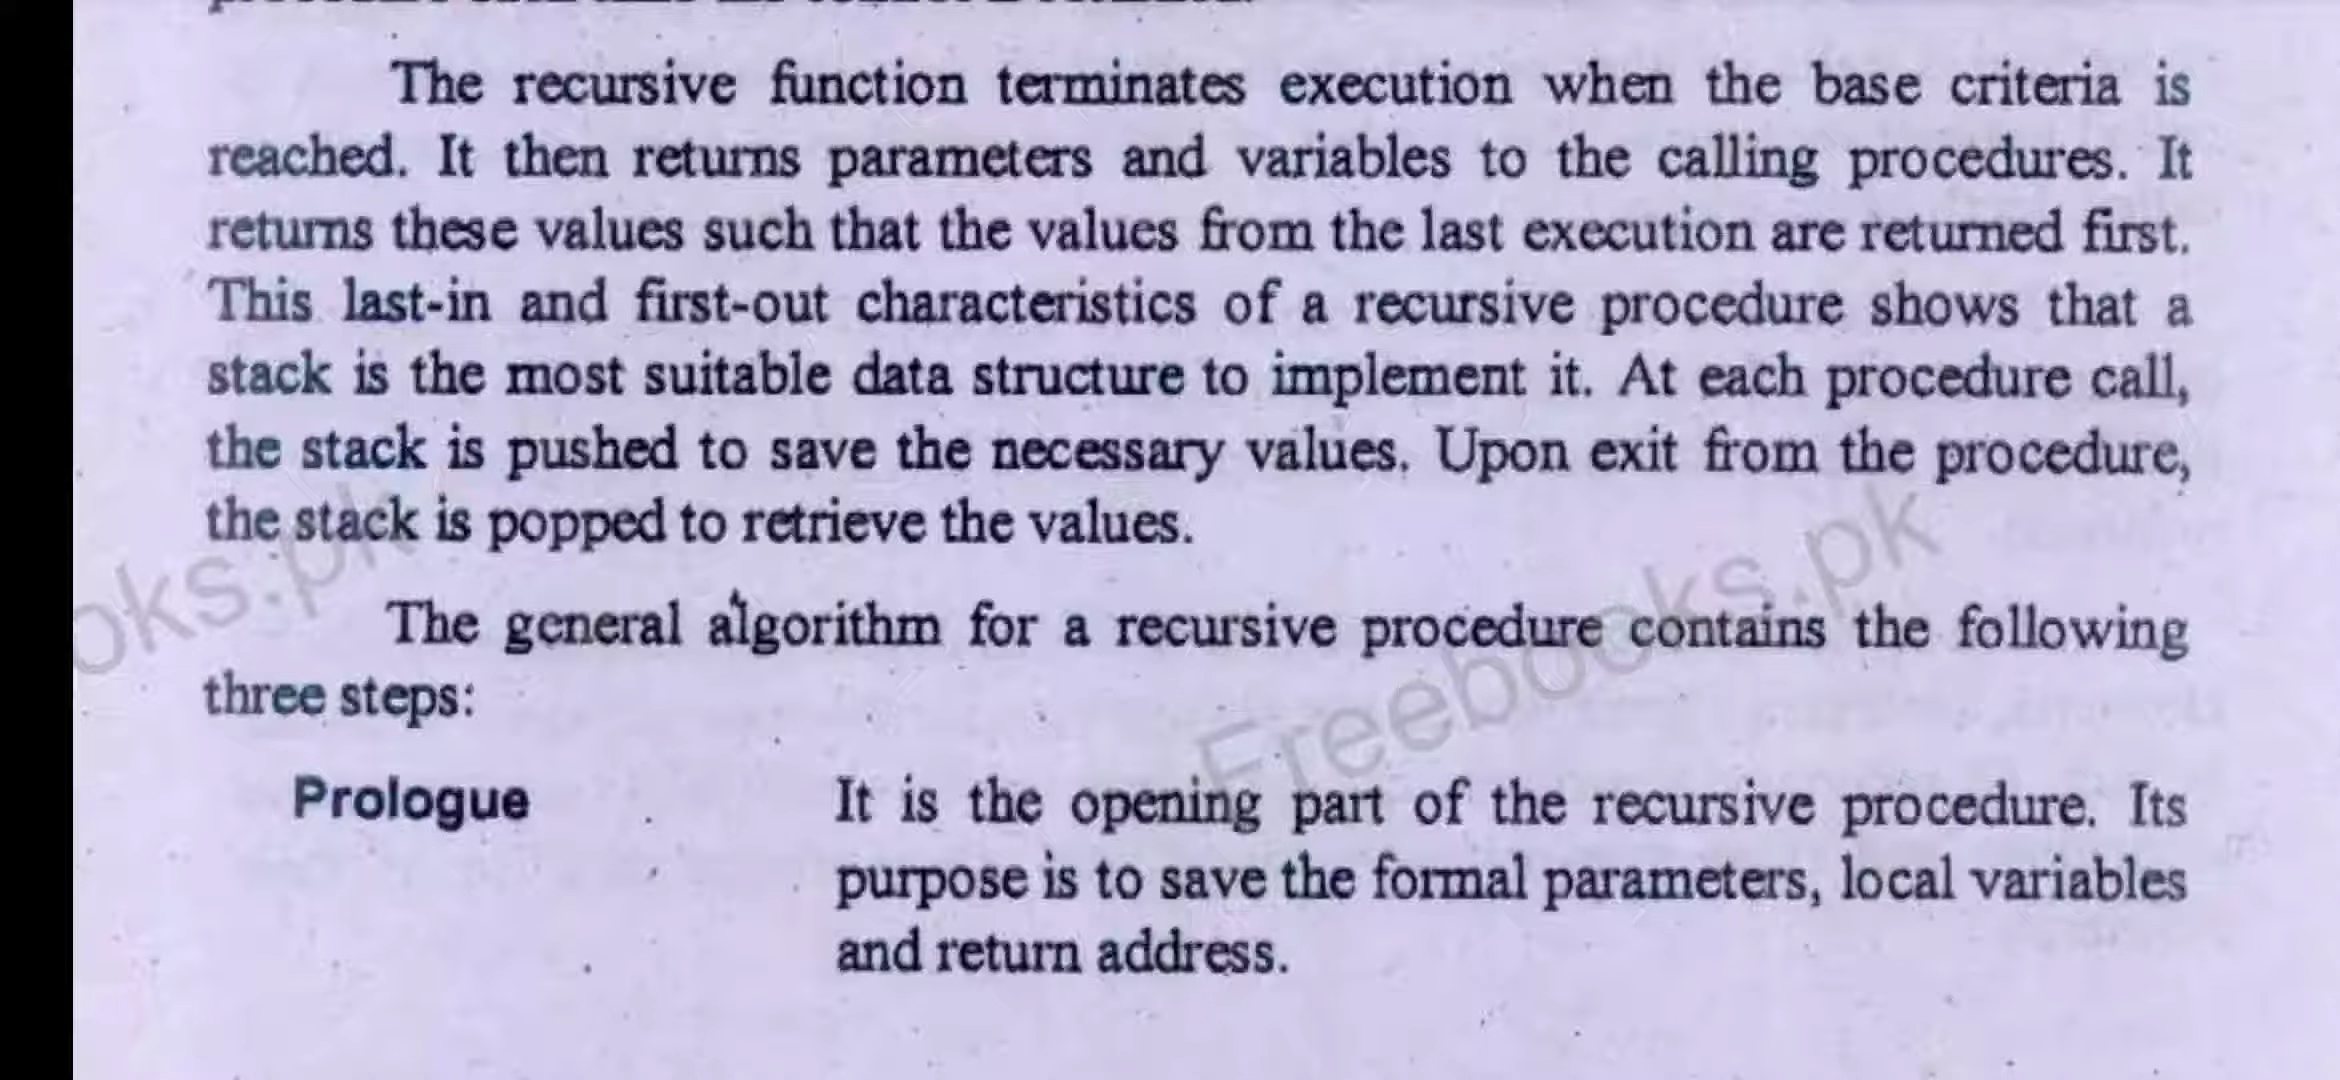 The recursive function terminates execution when the base criteria is
reached. It then returns parameters and variables to the calling procedures. It
returns these values such that the values from the last execution are returned first.
This last-in and first-out characteristics of a recursive procedure shows that a
stack is the most suitable data structure to implement it. At each procedure call,
the stack is pushed to save the necessary values. Upon exit from the procedure,
the stack is popped to retrieve the values.
oks.pk
Freebooks.pk
The general algorithm for a recursive procedure contains the following
three steps:
Prologue It is the opening part of the recursive procedure. Its
purpose is to save the formal parameters, local variables
and return address.